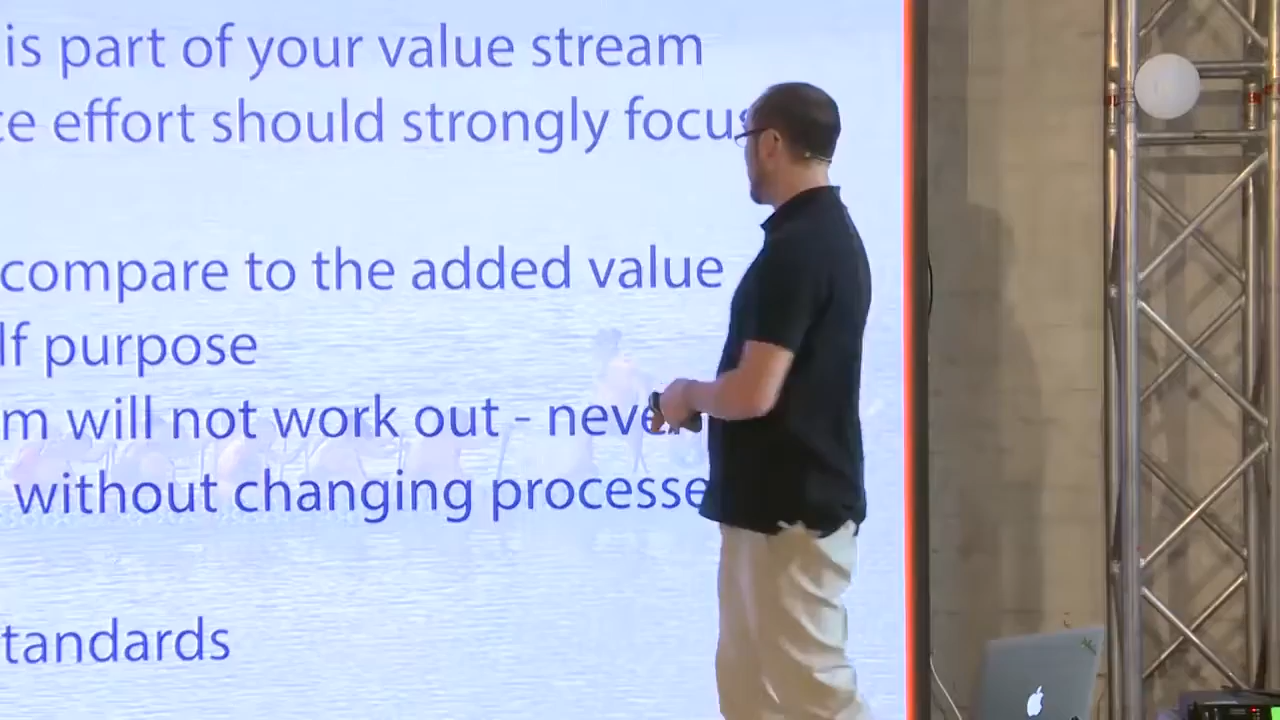 is part of your value stream
effort should strongly focus
compare to the added value
lf purpose
m will not work out - never
without changing processe
tandards